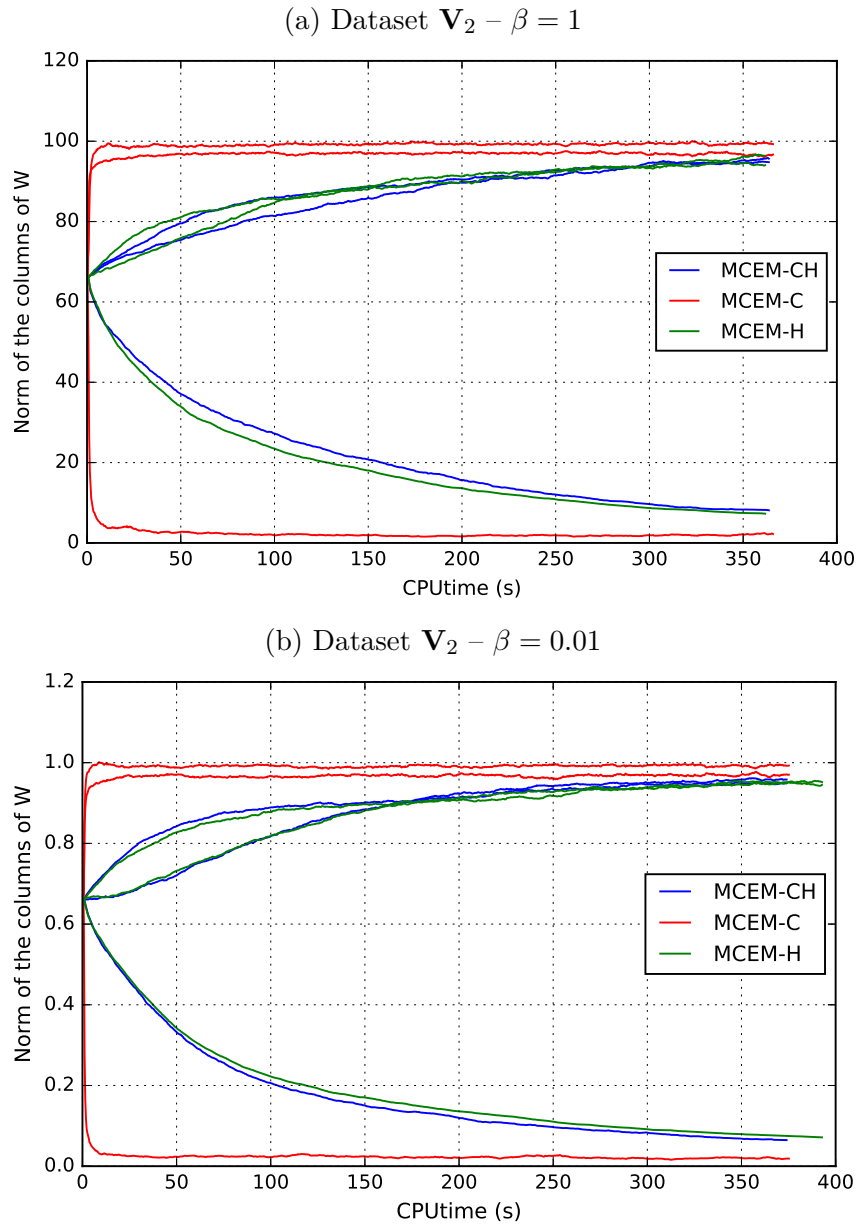 (a) Dataset V₂ – β = 1
120
100
80
60
40
20
0
Norm of the columns of W
MCEM-CH
MCEM-C
MCEM-H
0 50 100 150 200 250 300 350 400
CPUtime (s)
(b) Dataset V₂ – β = 0.01
1.2
1.0
0.8
0.6
0.4
0.2
0.0
Norm of the columns of W
MCEM-CH
MCEM-C
MCEM-H
0 50 100 150 200 250 300 350 400
CPUtime (s)